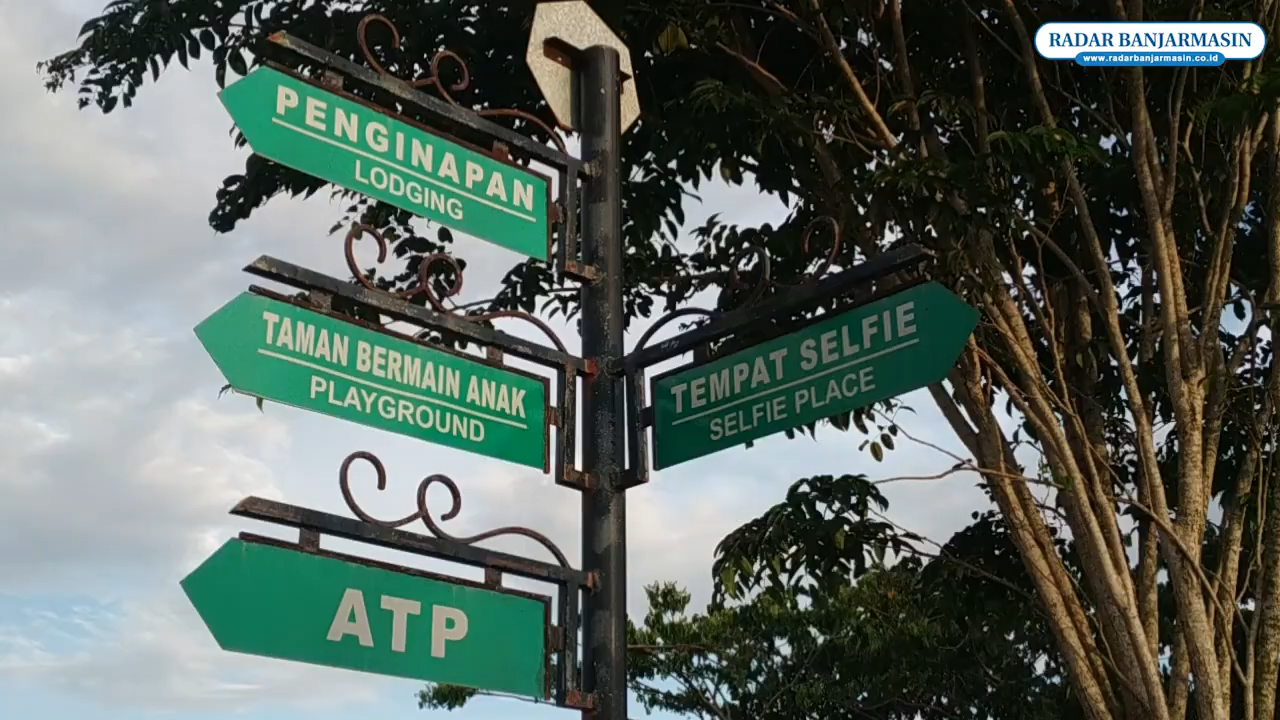 RADAR BANJARMASIN
www.radarbanjarmasin.co.id
PENGINAPAN
LODGING
TAMAN BERMAIN ANAK
PLAYGROUND
TEMPAT SELFIE
SELFIE PLACE
ATP